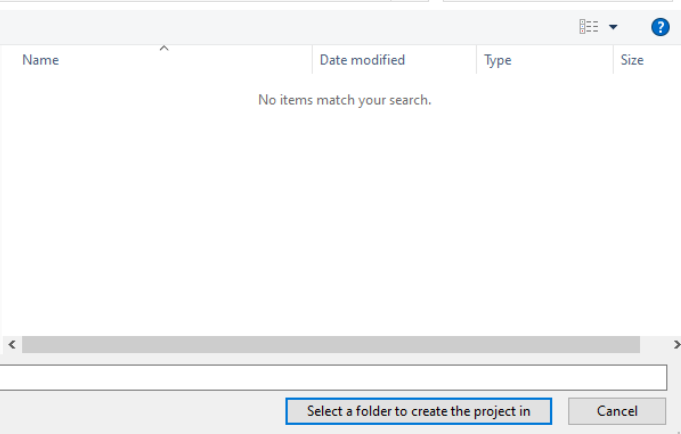 ?
Name Date modified Type Size
No items match your search.
Select a folder to create the project in Cancel